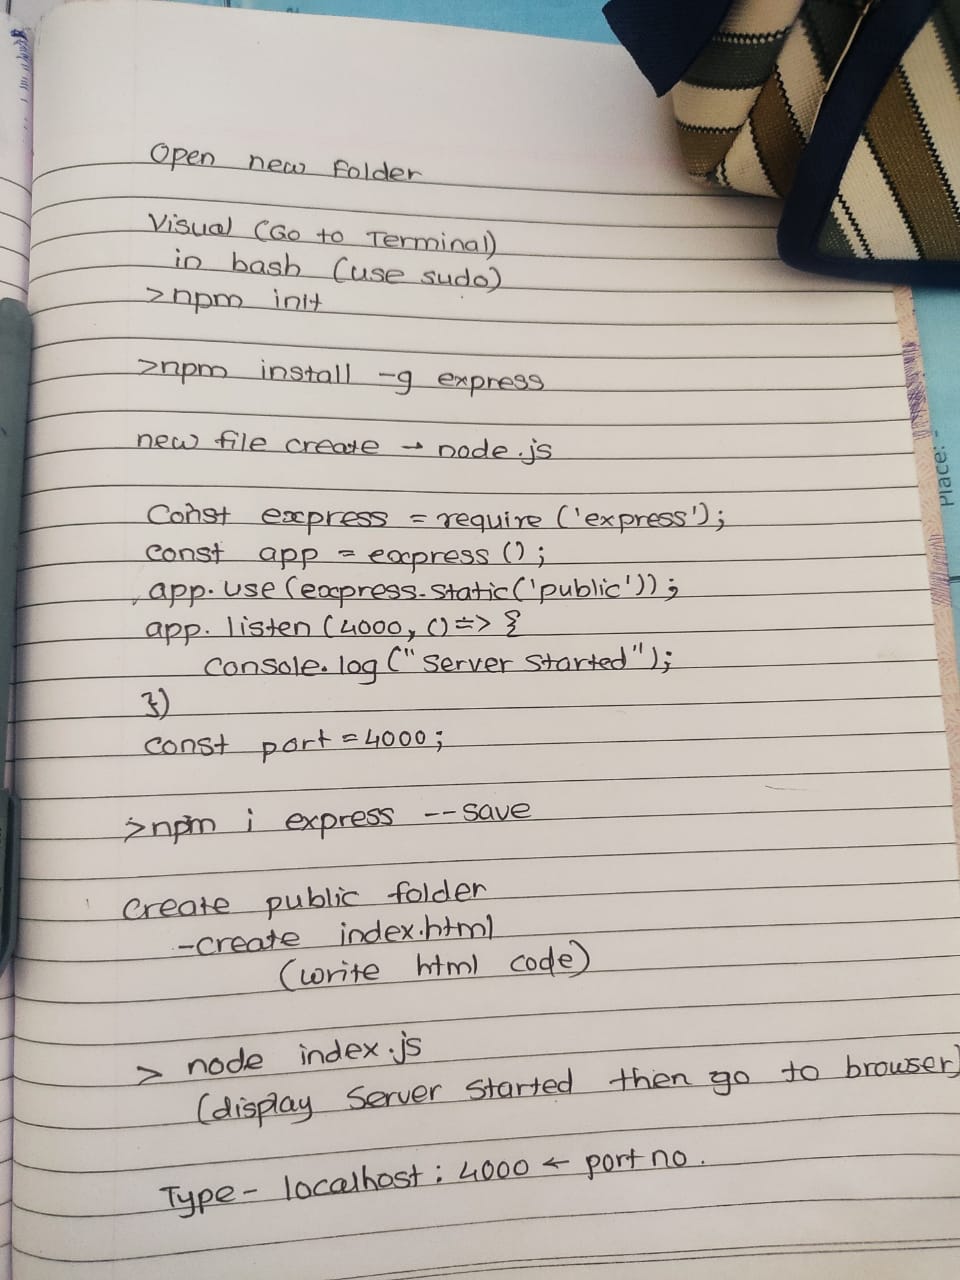 Open new Folder
Visual (Go to Terminal)
in bash (use sudo)
>npm init
>npm install -g express
new file create → node.js
Const express = require ('express');
const app = express ();
app.use (express.static('public'));
app.listen (4000, () => {
console.log ("Server Started");
})
const port = 4000;
>npm i express --save
create public folder
-create index.html
(write html code)
> node index.js
(display Server Started then go to browser)
Type - localhost : 4000 ← port no.
Place: -